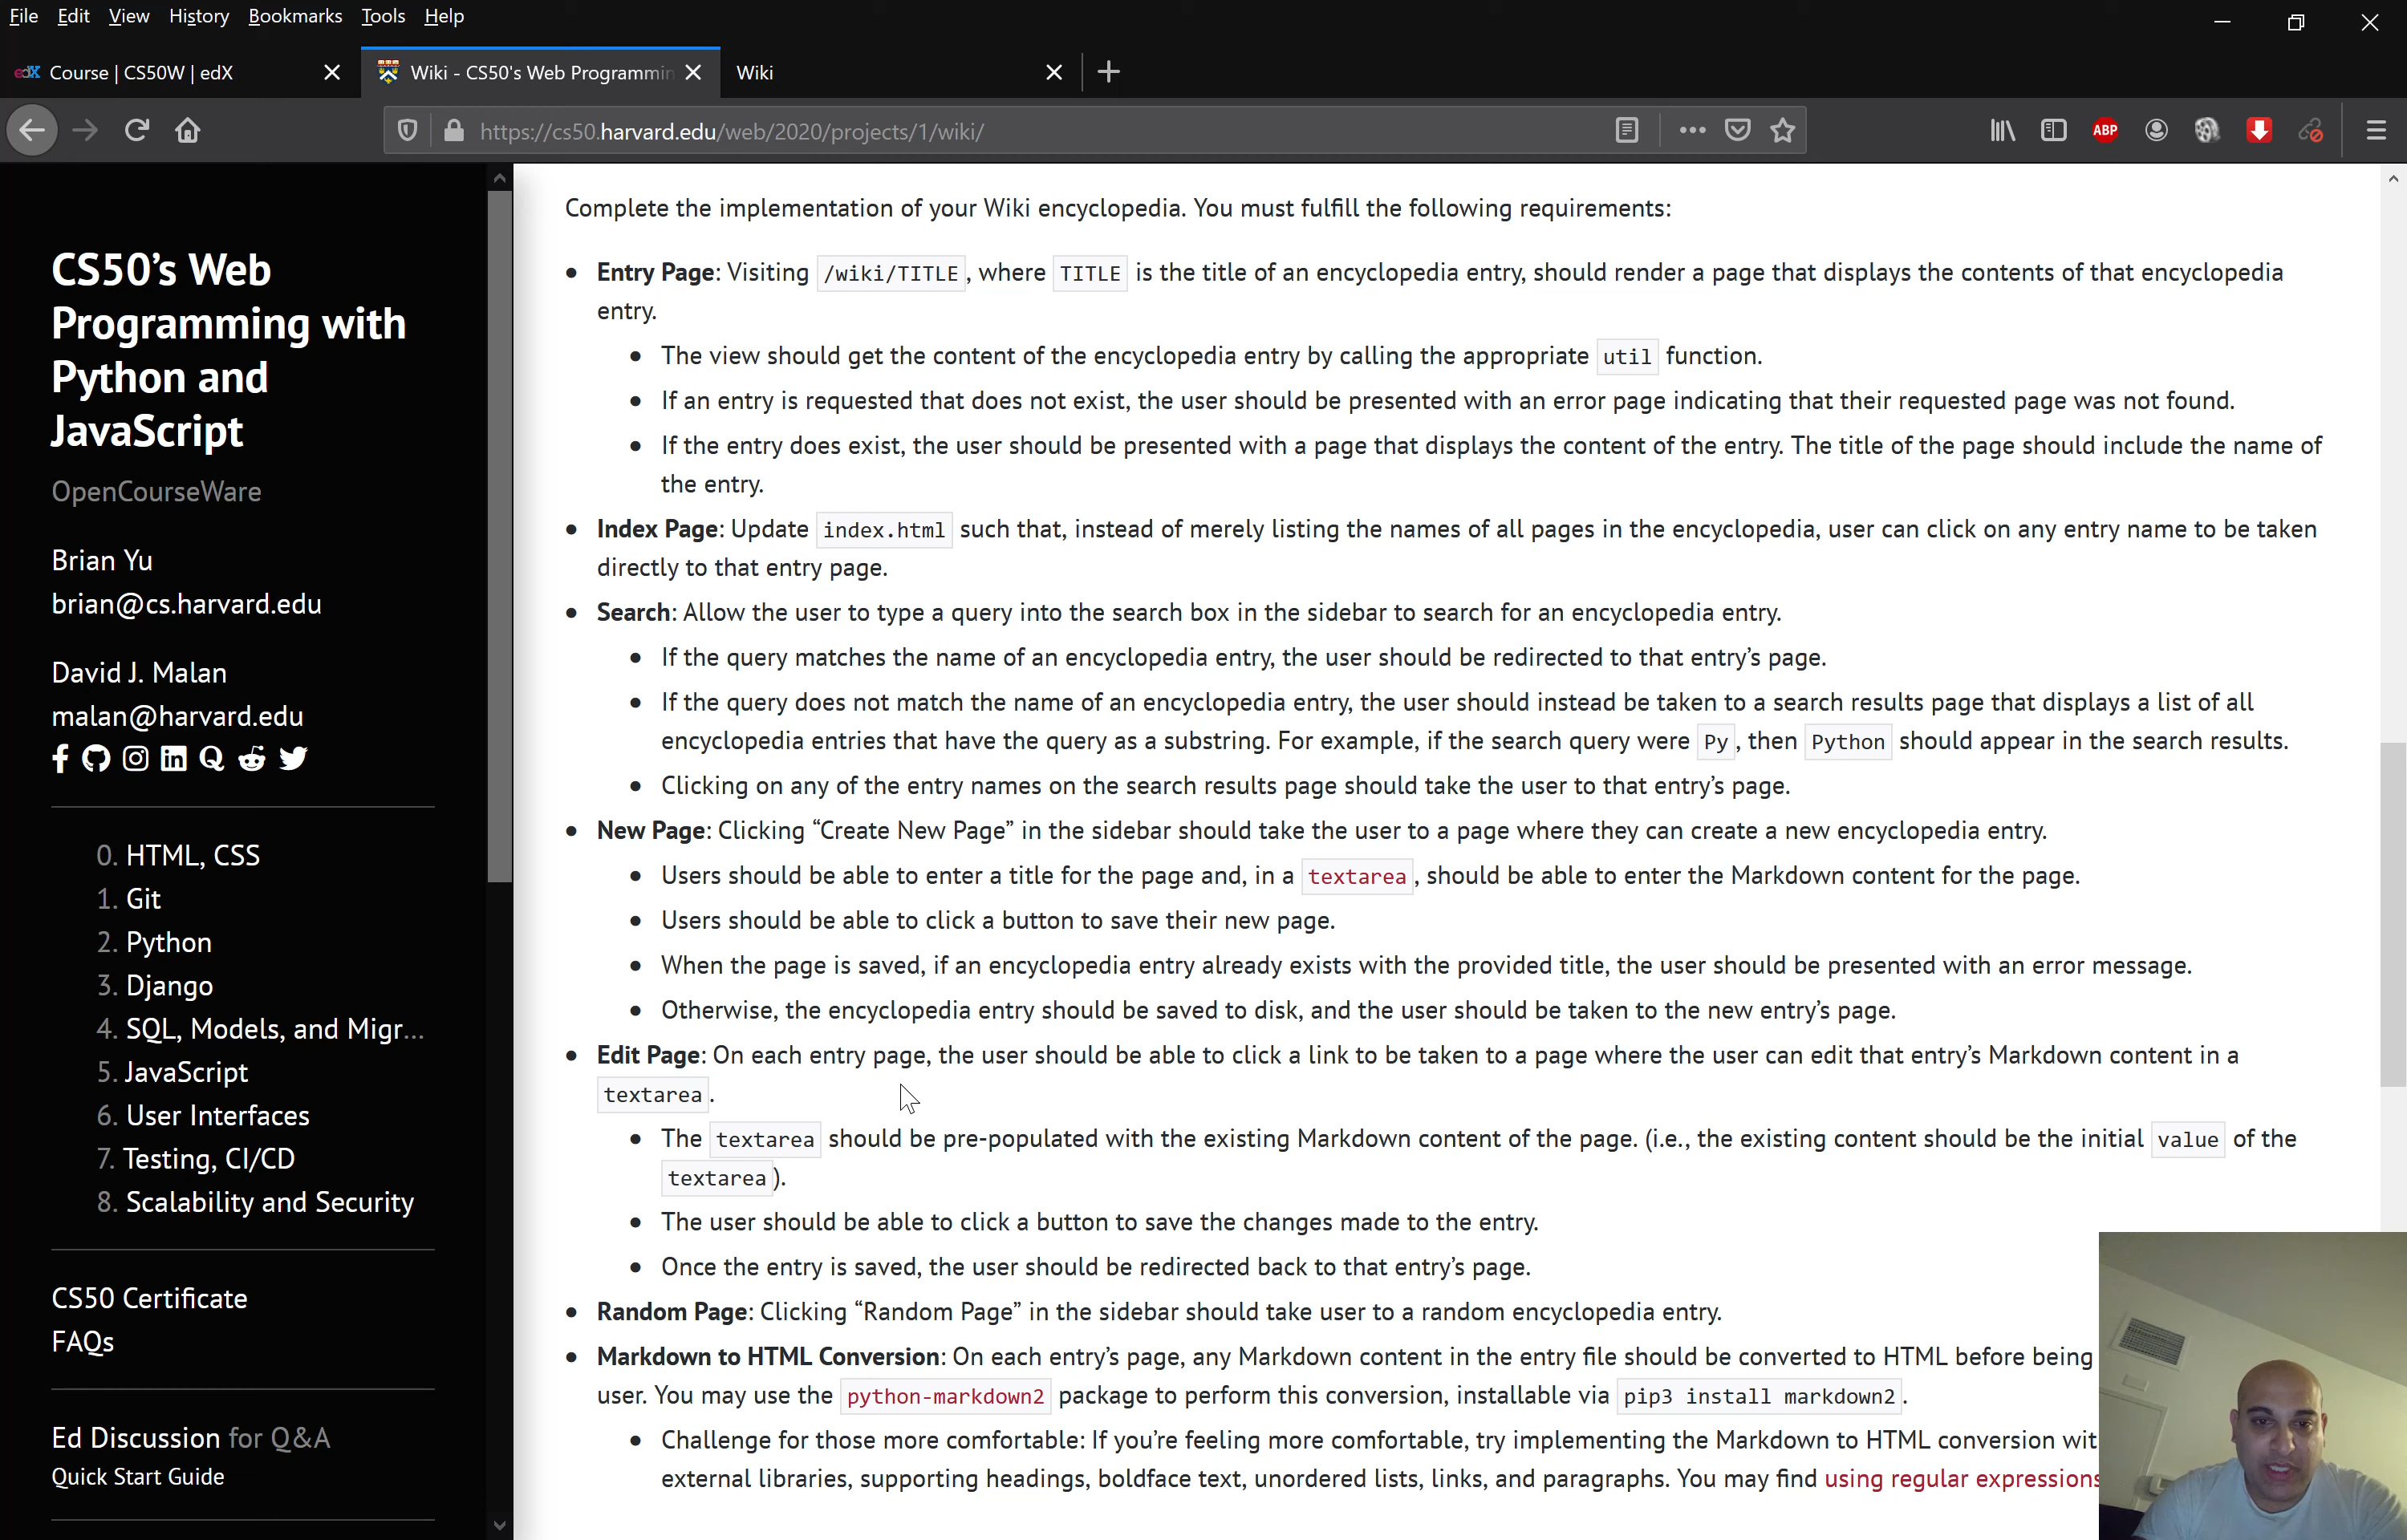 File Edit View History Bookmarks Tools Help
edX Course | CS50W | edX
Wiki - CS50's Web Programmin
Wiki
https://cs50.harvard.edu/web/2020/projects/1/wiki/
ABP
CS50’s Web
Programming with
Python and
JavaScript
OpenCourseWare
Brian Yu
brian@cs.harvard.edu
David J. Malan
malan@harvard.edu
0. HTML, CSS
1. Git
2. Python
3. Django
4. SQL, Models, and Migr...
5. JavaScript
6. User Interfaces
7. Testing, CI/CD
8. Scalability and Security
CS50 Certificate
FAQs
Ed Discussion for Q&A
Quick Start Guide
Complete the implementation of your Wiki encyclopedia. You must fulfill the following requirements:
• Entry Page: Visiting /wiki/TITLE, where TITLE is the title of an encyclopedia entry, should render a page that displays the contents of that encyclopedia
entry.
• The view should get the content of the encyclopedia entry by calling the appropriate util function.
• If an entry is requested that does not exist, the user should be presented with an error page indicating that their requested page was not found.
• If the entry does exist, the user should be presented with a page that displays the content of the entry. The title of the page should include the name of
the entry.
• Index Page: Update index.html such that, instead of merely listing the names of all pages in the encyclopedia, user can click on any entry name to be taken
directly to that entry page.
• Search: Allow the user to type a query into the search box in the sidebar to search for an encyclopedia entry.
• If the query matches the name of an encyclopedia entry, the user should be redirected to that entry’s page.
• If the query does not match the name of an encyclopedia entry, the user should instead be taken to a search results page that displays a list of all
encyclopedia entries that have the query as a substring. For example, if the search query were Py, then Python should appear in the search results.
• Clicking on any of the entry names on the search results page should take the user to that entry’s page.
• New Page: Clicking “Create New Page” in the sidebar should take the user to a page where they can create a new encyclopedia entry.
• Users should be able to enter a title for the page and, in a textarea, should be able to enter the Markdown content for the page.
• Users should be able to click a button to save their new page.
• When the page is saved, if an encyclopedia entry already exists with the provided title, the user should be presented with an error message.
• Otherwise, the encyclopedia entry should be saved to disk, and the user should be taken to the new entry’s page.
• Edit Page: On each entry page, the user should be able to click a link to be taken to a page where the user can edit that entry’s Markdown content in a
textarea.
• The textarea should be pre-populated with the existing Markdown content of the page. (i.e., the existing content should be the initial value of the
textarea).
• The user should be able to click a button to save the changes made to the entry.
• Once the entry is saved, the user should be redirected back to that entry’s page.
• Random Page: Clicking “Random Page” in the sidebar should take user to a random encyclopedia entry.
• Markdown to HTML Conversion: On each entry’s page, any Markdown content in the entry file should be converted to HTML before being
user. You may use the python-markdown2 package to perform this conversion, installable via pip3 install markdown2.
• Challenge for those more comfortable: If you’re feeling more comfortable, try implementing the Markdown to HTML conversion wit
external libraries, supporting headings, boldface text, unordered lists, links, and paragraphs. You may find using regular expressions